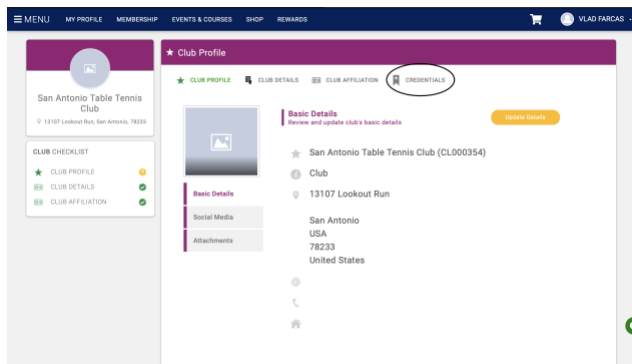 MENU MY PROFILE MEMBERSHIP EVENTS & COURSES SHOP REWARDS VLAD FARCAS
San Antonio Table Tennis
Club
13107 Lookout Run, San Antonio, 78233
CLUB CHECKLIST
CLUB PROFILE
CLUB DETAILS
CLUB AFFILIATION
Club Profile
CLUB PROFILE CLUB DETAILS CLUB AFFILIATION CREDENTIALS
Basic Details
Review and update club's basic details
Update Details
San Antonio Table Tennis Club (CL000354)
Club
13107 Lookout Run
San Antonio
USA
78233
United States
Basic Details
Social Media
Attachments